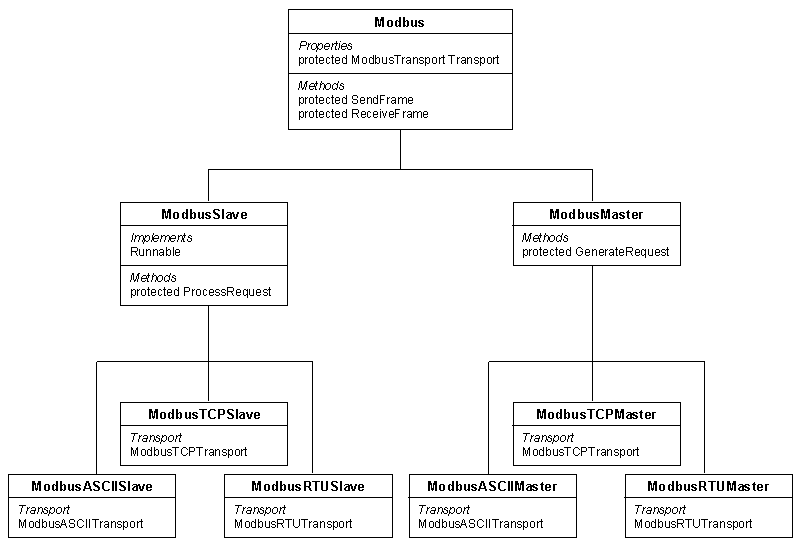 Modbus
Properties
protected ModbusTransport Transport
Methods
protected SendFrame
protected ReceiveFrame
ModbusSlave
Implements
Runnable
Methods
protected ProcessRequest
ModbusMaster
Methods
protected GenerateRequest
ModbusTCPSlave
Transport
ModbusTCPTransport
ModbusASCIISlave
Transport
ModbusASCIITransport
ModbusRTUSlave
Transport
ModbusRTUTransport
ModbusTCPMaster
Transport
ModbusTCPTransport
ModbusASCIIMaster
Transport
ModbusASCIITransport
ModbusRTUMaster
Transport
ModbusRTUTransport